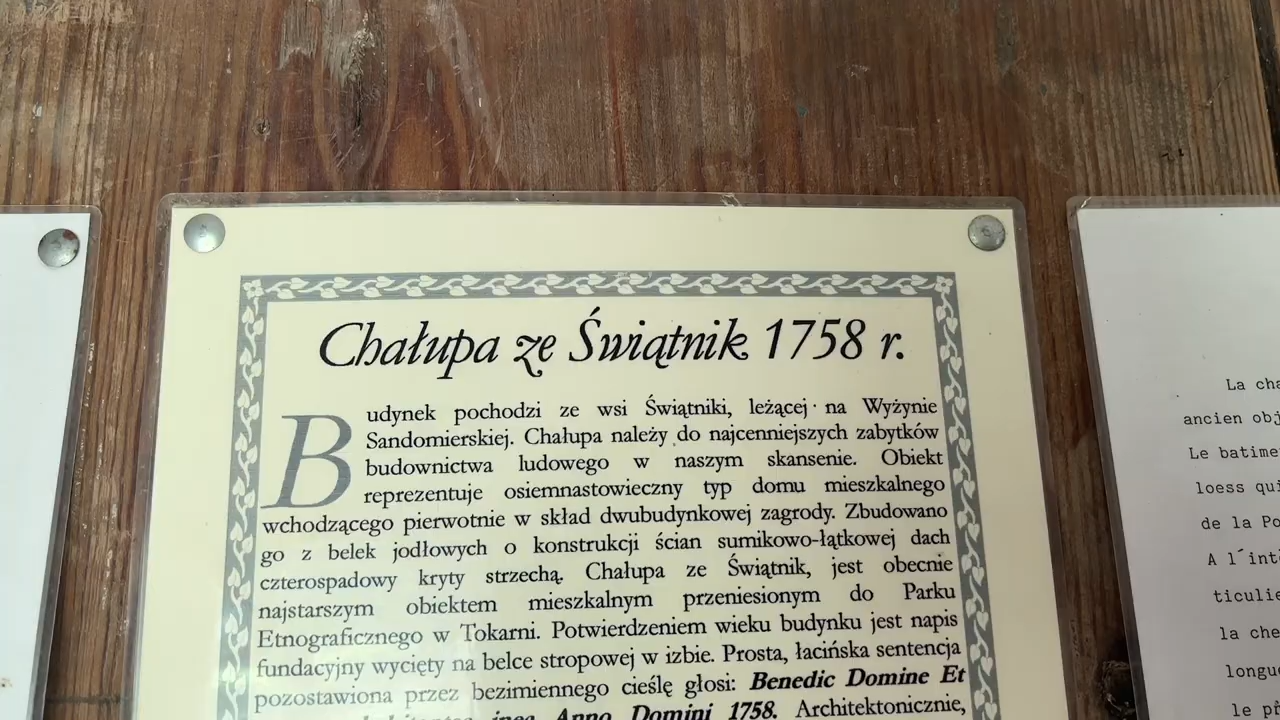 Chałupa ze Świątnik 1758 r.
Budynek pochodzi ze wsi Świątniki, leżącej na Wyżynie
Sandomierskiej. Chałupa należy do najcenniejszych zabytków
budownictwa ludowego w naszym skansenie. Obiekt
reprezentuje osiemnastowieczny typ domu mieszkalnego
wchodzącego pierwotnie w skład dwubudynkowej zagrody. Zbudowano
go z belek jodłowych o konstrukcji ścian sumikowo-łątkowej dach
czterospadowy kryty strzechą. Chałupa ze Świątnik, jest obecnie
najstarszym obiektem mieszkalnym przeniesionym do Parku
Etnograficznego w Tokarni. Potwierdzeniem wieku budynku jest napis
fundacyjny wycięty na belce stropowej w izbie. Prosta, łacińska sentencja
pozostawiona przez bezimiennego cieślę głosi: Benedic Domine Et
Anno Domini 1758. Architektonicznie,
La cha
ancien obj
Le batime
loess qui
de la Po
A l´inté
ticulie
la che
longue
le ph